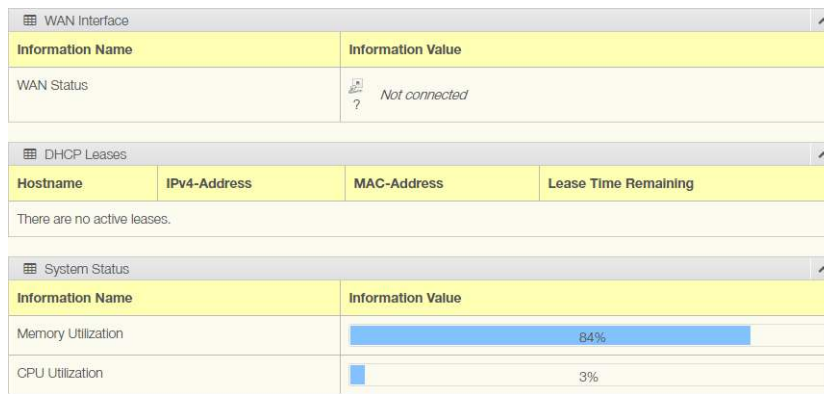 WAN Interface
Information Name Information Value
WAN Status
?
Not connected
DHCP Leases
Hostname IPv4-Address MAC-Address Lease Time Remaining
There are no active leases.
System Status
Information Name Information Value
Memory Utilization 84%
CPU Utilization 3%